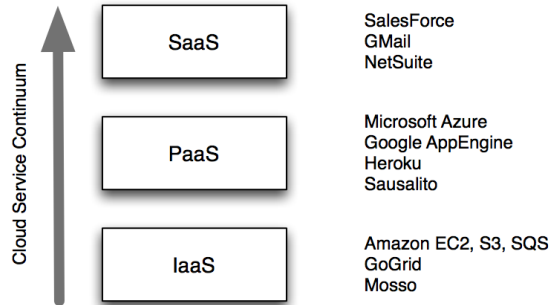 Cloud Service Continuum
SaaS
SalesForce
GMail
NetSuite
PaaS
Microsoft Azure
Google AppEngine
Heroku
Sausalito
IaaS
Amazon EC2, S3, SQS
GoGrid
Mosso